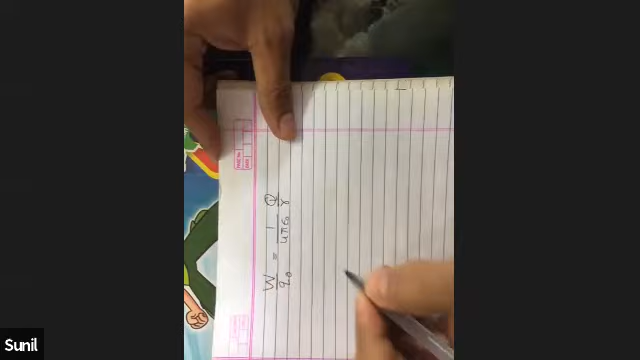 W/q₀ = 1/4πε₀ Q/r
Sunil